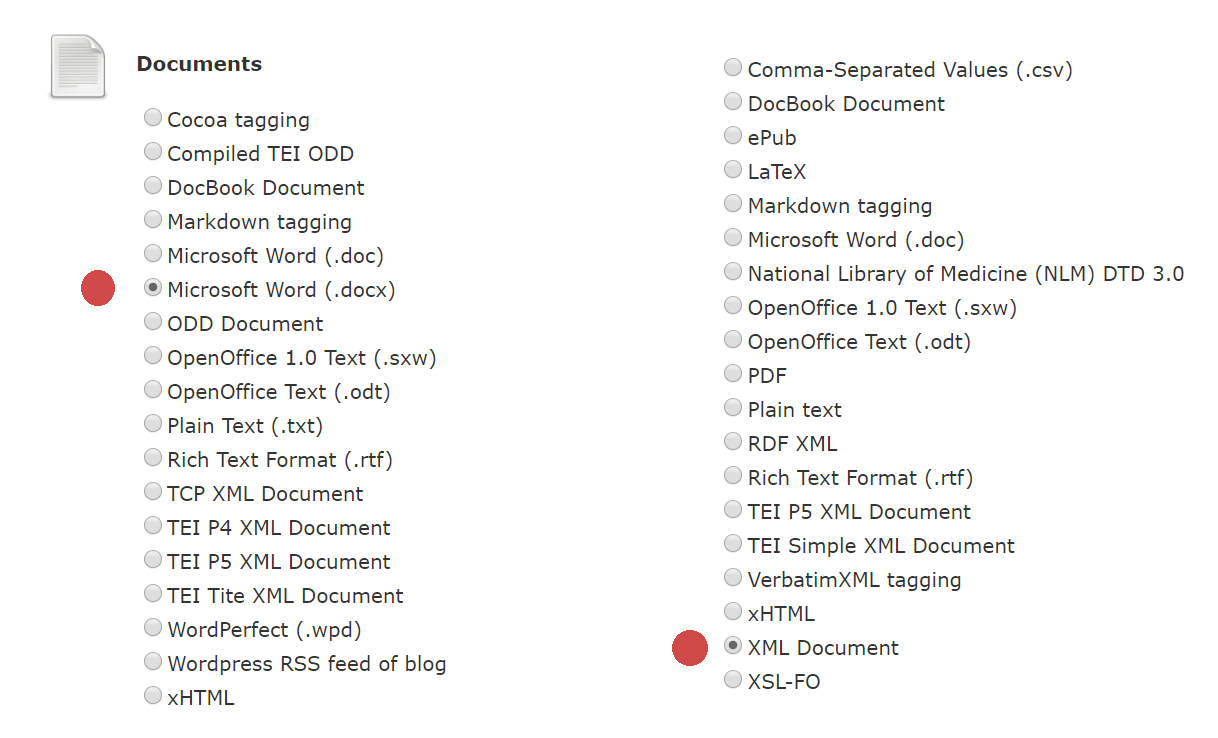 Documents
Cocoa tagging
Compiled TEI ODD
DocBook Document
Markdown tagging
Microsoft Word (.doc)
Microsoft Word (.docx)
ODD Document
OpenOffice 1.0 Text (.sxw)
OpenOffice Text (.odt)
Plain Text (.txt)
Rich Text Format (.rtf)
TCP XML Document
TEI P4 XML Document
TEI P5 XML Document
TEI Tite XML Document
WordPerfect (.wpd)
Wordpress RSS feed of blog
xHTML
Comma-Separated Values (.csv)
DocBook Document
ePub
LaTeX
Markdown tagging
Microsoft Word (.doc)
National Library of Medicine (NLM) DTD 3.0
OpenOffice 1.0 Text (.sxw)
OpenOffice Text (.odt)
PDF
Plain text
RDF XML
Rich Text Format (.rtf)
TEI P5 XML Document
TEI Simple XML Document
VerbatimXML tagging
xHTML
XML Document
XSL-FO